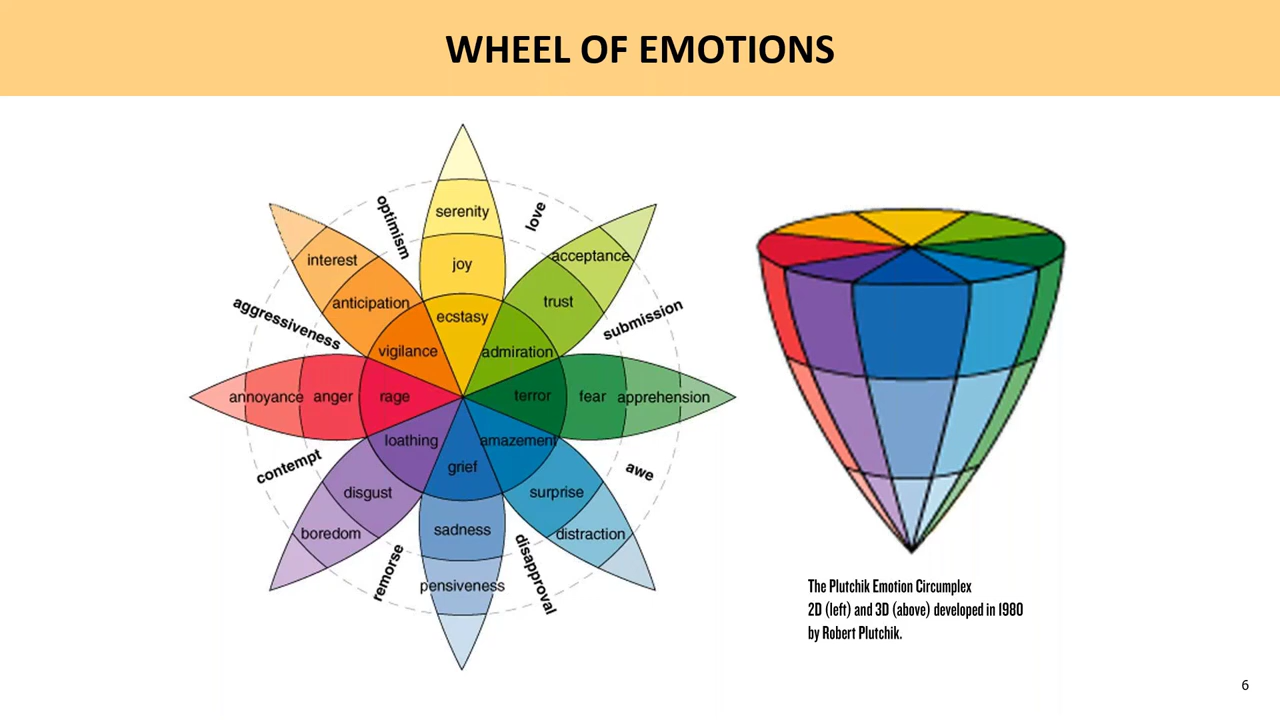 WHEEL OF EMOTIONS
serenity
optimism
love
interest
joy
acceptance
anticipation
trust
ecstasy
aggressiveness
submission
vigilance
admiration
annoyance
anger
rage
terror
fear
apprehension
loathing
amazement
grief
contempt
awe
disgust
surprise
boredom
sadness
distraction
remorse
disapproval
pensiveness
The Plutchik Emotion Circumplex
2D (left) and 3D (above) developed in 1980
by Robert Plutchik.
6